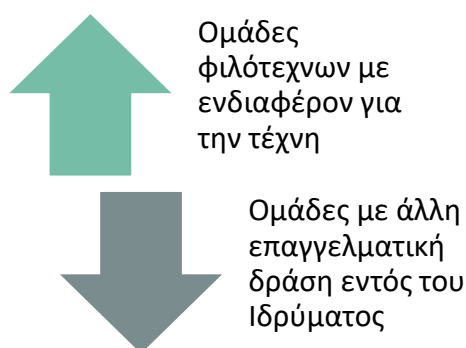 Ομάδες
φιλότεχνων με
ενδιαφέρον για
την τέχνη
Ομάδες με άλλη
επαγγελματική
δράση εντός του
Ιδρύματος